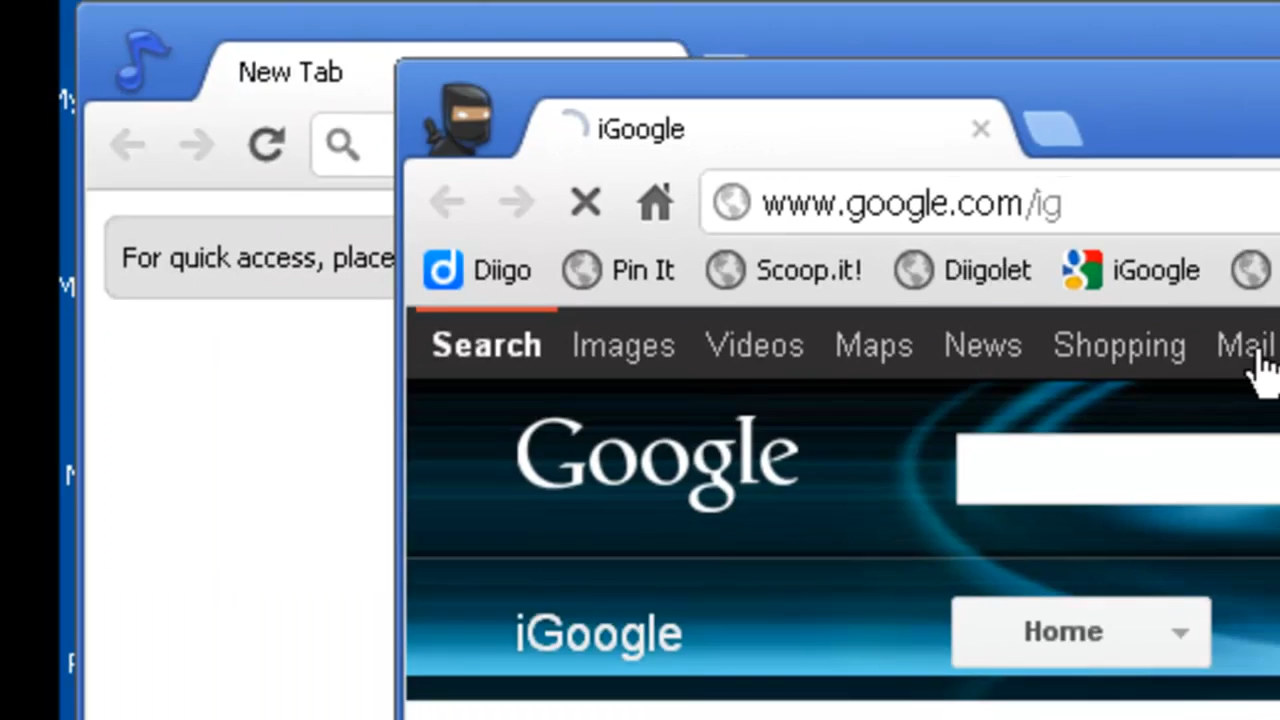 New Tab
iGoogle
www.google.com/ig
For quick access, place
Diigo Pin It Scoop.it! Diigolet iGoogle
Search Images Videos Maps News Shopping Mail
Google
iGoogle
Home